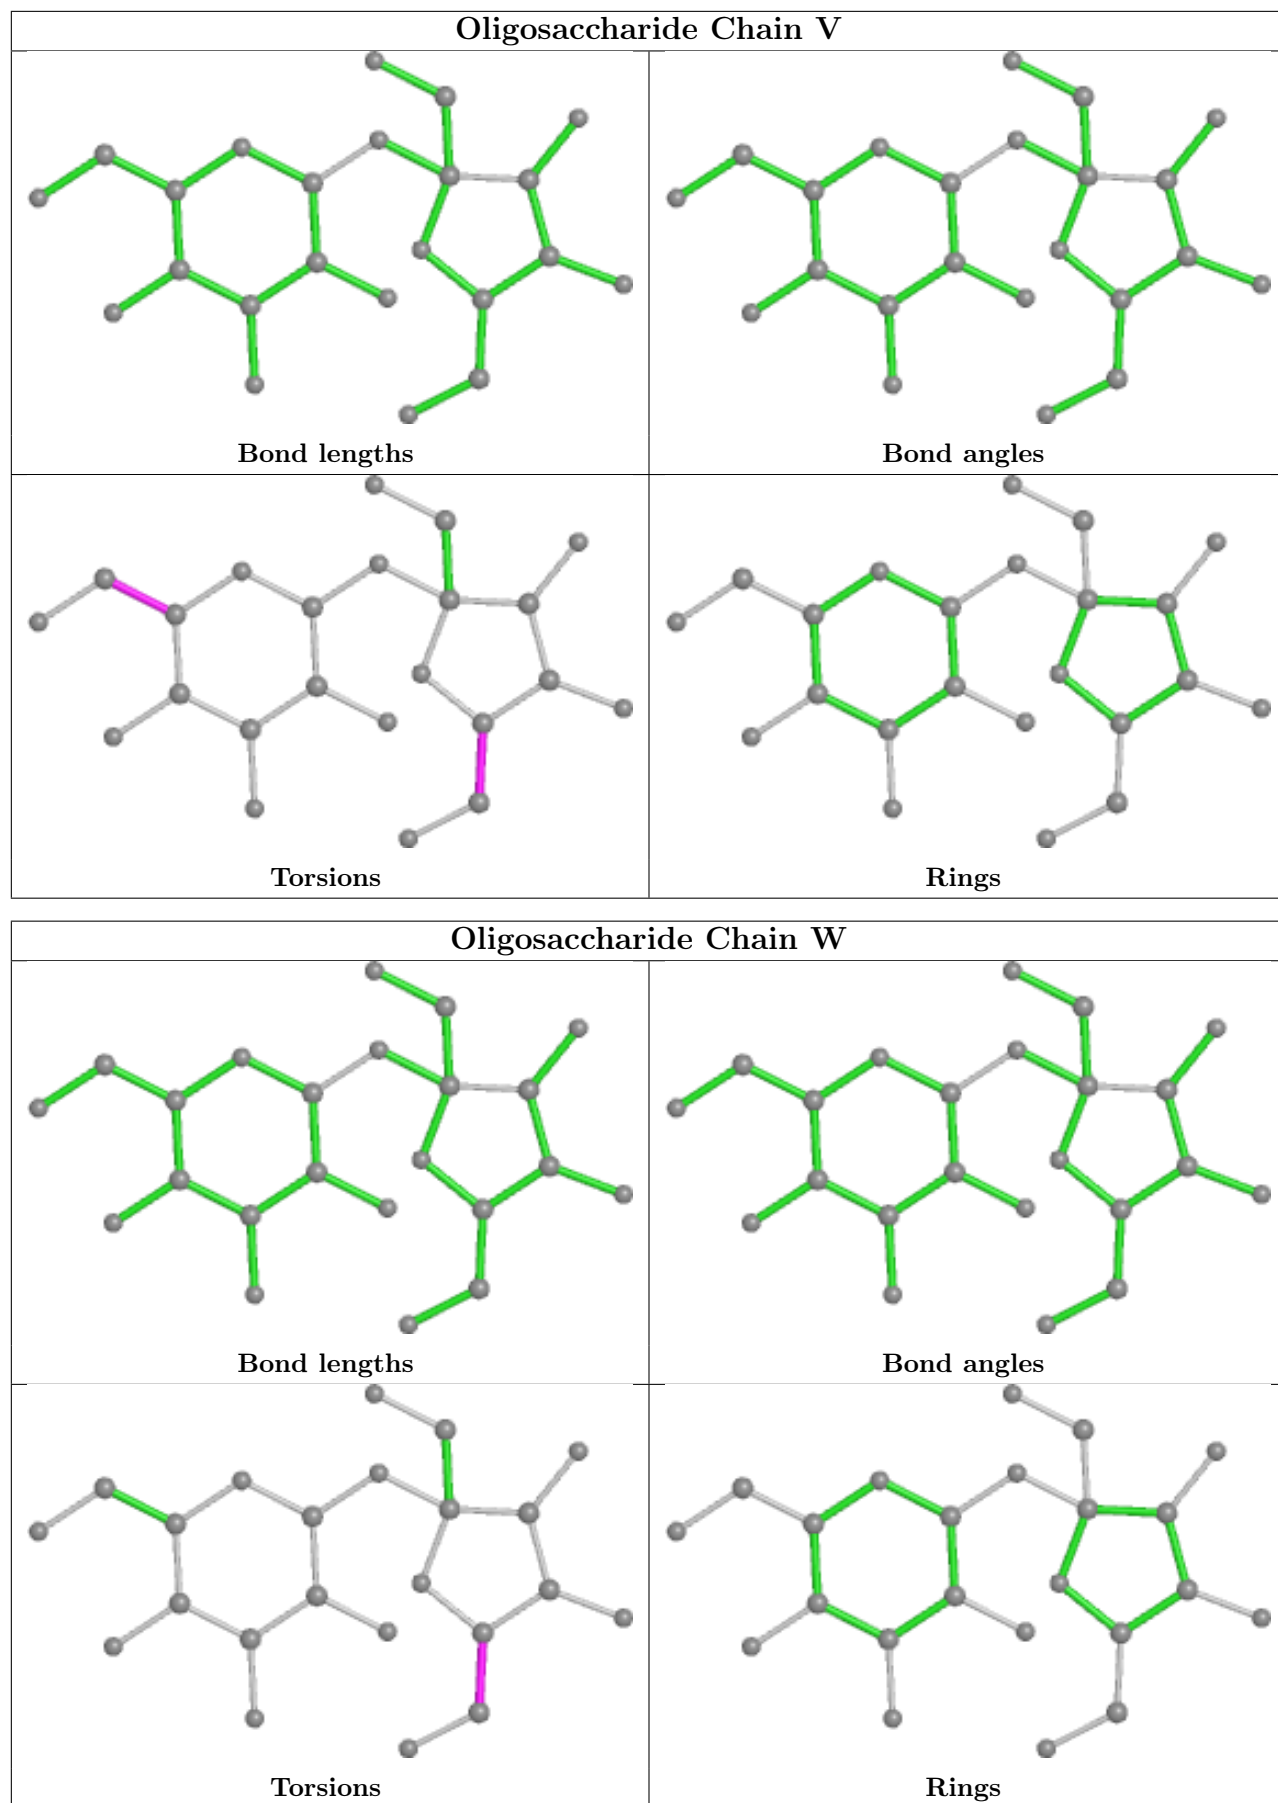 Oligosaccharide Chain V
Bond lengths
Bond angles
Torsions
Rings
Oligosaccharide Chain W
Bond lengths
Bond angles
Torsions
Rings